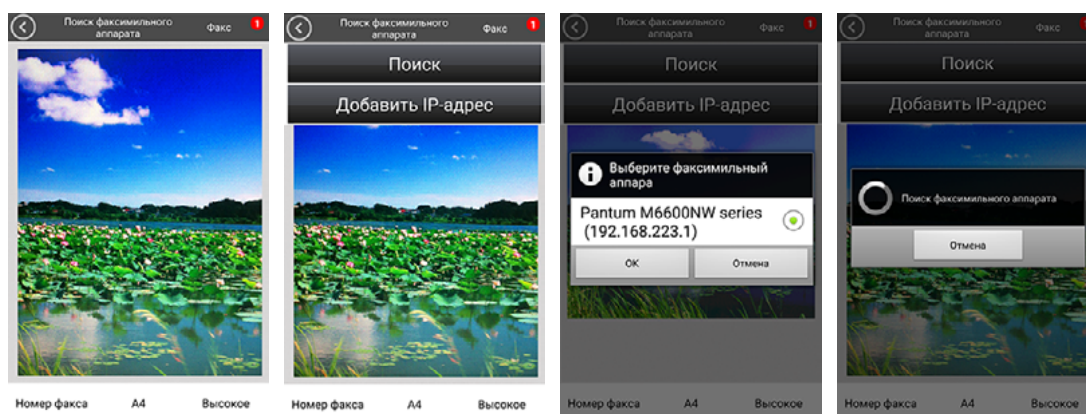 Поиск факсимильного
аппарата
Факс
1
Номер факса
A4
Высокое
Поиск факсимильного
аппарата
Факс
1
Поиск
Добавить IP-адрес
Номер факса
A4
Высокое
Поиск факсимильного
аппарата
Факс
1
Поиск
Добавить IP-адрес
Выберите факсимильный
аппара
Pantum M6600NW series
(192.168.223.1)
OK
Отмена
Номер факса
A4
Высокое
Поиск факсимильного
аппарата
Факс
Поиск
Добавить IP-адрес
Поиск факсимильного аппарата
Отмена
Номер факса
A4
Высокое